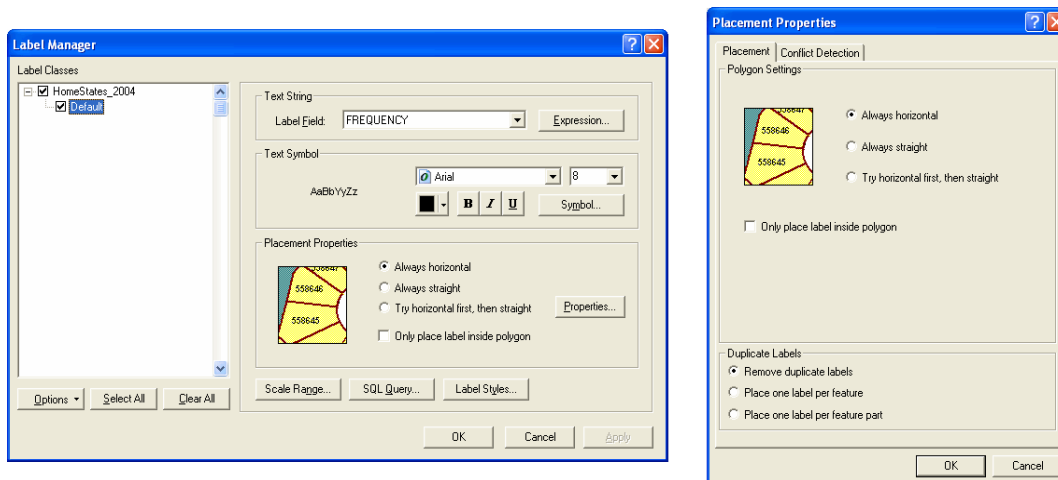 Label Manager
Label Classes
HomeStates_2004
Default
Options
Select All
Clear All
Text String
Label Field:
FREQUENCY
Expression...
Text Symbol
AaBbYyZz
Arial
8
B I U
Symbol...
Placement Properties
558647
558646
558645
Always horizontal
Always straight
Try horizontal first, then straight
Only place label inside polygon
Properties...
Scale Range...
SQL Query...
Label Styles...
OK
Cancel
Apply
Placement Properties
Placement
Conflict Detection
Polygon Settings
558647
558646
558645
Always horizontal
Always straight
Try horizontal first, then straight
Only place label inside polygon
Duplicate Labels
Remove duplicate labels
Place one label per feature
Place one label per feature part
OK
Cancel